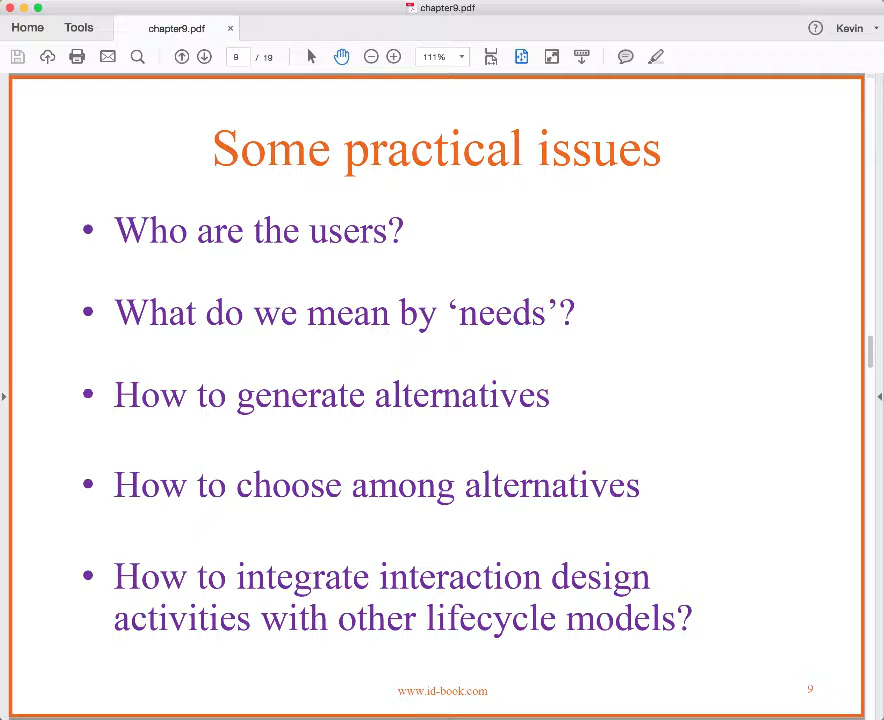 chapter9.pdf
Home Tools chapter9.pdf × ? Kevin
9 / 19 111%
Some practical issues
• Who are the users?
• What do we mean by ‘needs’?
• How to generate alternatives
• How to choose among alternatives
• How to integrate interaction design
activities with other lifecycle models?
www.id-book.com 9